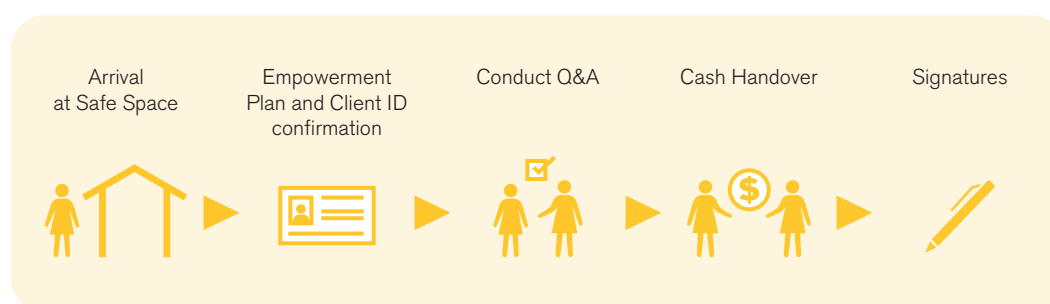 Arrival
at Safe Space
Empowerment
Plan and Client ID
confirmation
Conduct Q&A
Cash Handover
Signatures
$